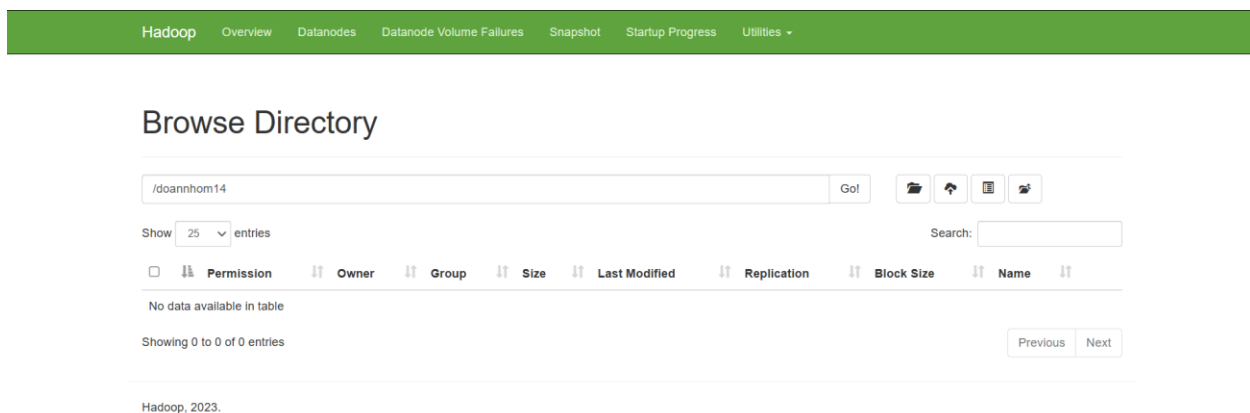 Hadoop Overview Datanodes Datanode Volume Failures Snapshot Startup Progress Utilities
Browse Directory
/doannhom14 Go!
Show 25 entries Search:
Permission Owner Group Size Last Modified Replication Block Size Name
No data available in table
Showing 0 to 0 of 0 entries Previous Next
Hadoop, 2023.